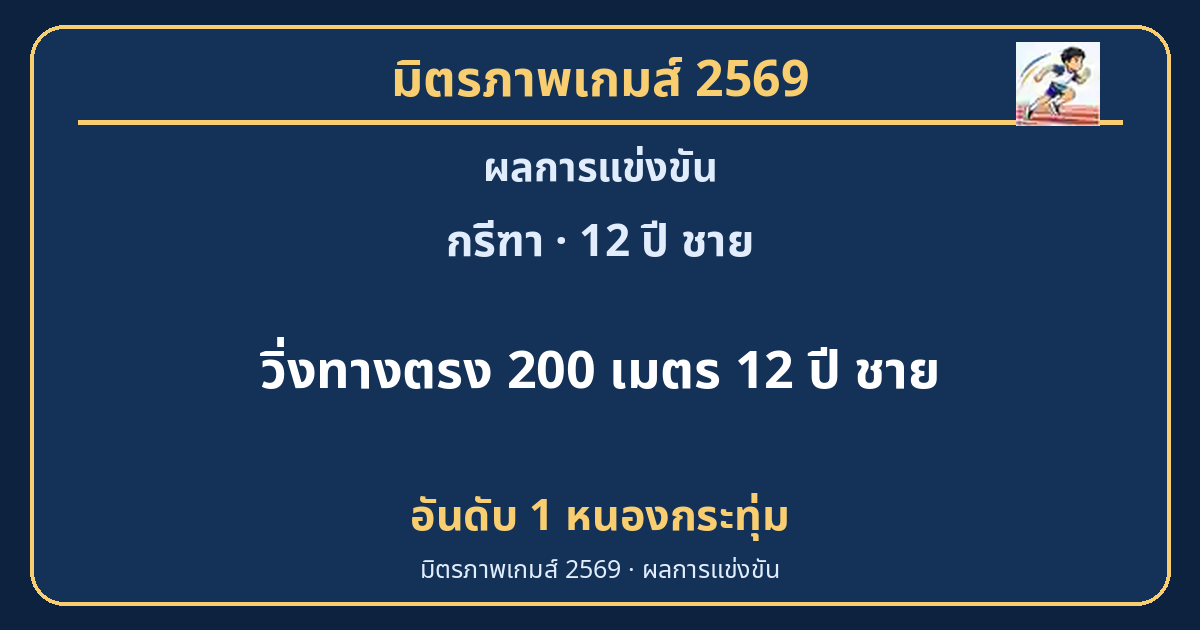 มิตรภาพเกมส์ 2569
ผลการแข่งขัน
กรีฑา · 12 ปี ชาย
วิ่งทางตรง 200 เมตร 12 ปี ชาย
อันดับ 1 หนองกระทุ่ม
มิตรภาพเกมส์ 2569 · ผลการแข่งขัน